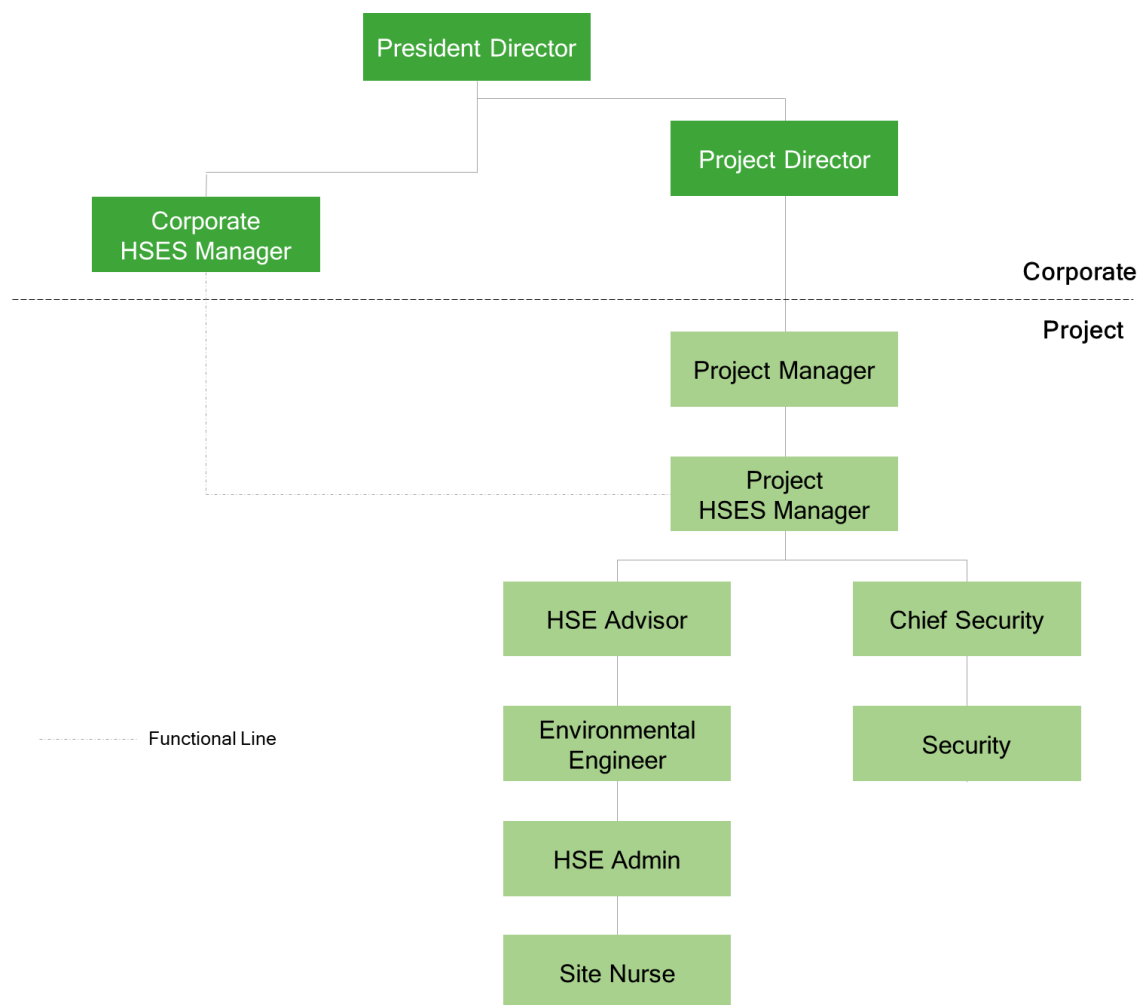 President Director
Project Director
Corporate
HSES Manager
Corporate
Project
Project Manager
Project
HSES Manager
HSE Advisor
Chief Security
Environmental
Engineer
Security
Functional Line
HSE Admin
Site Nurse